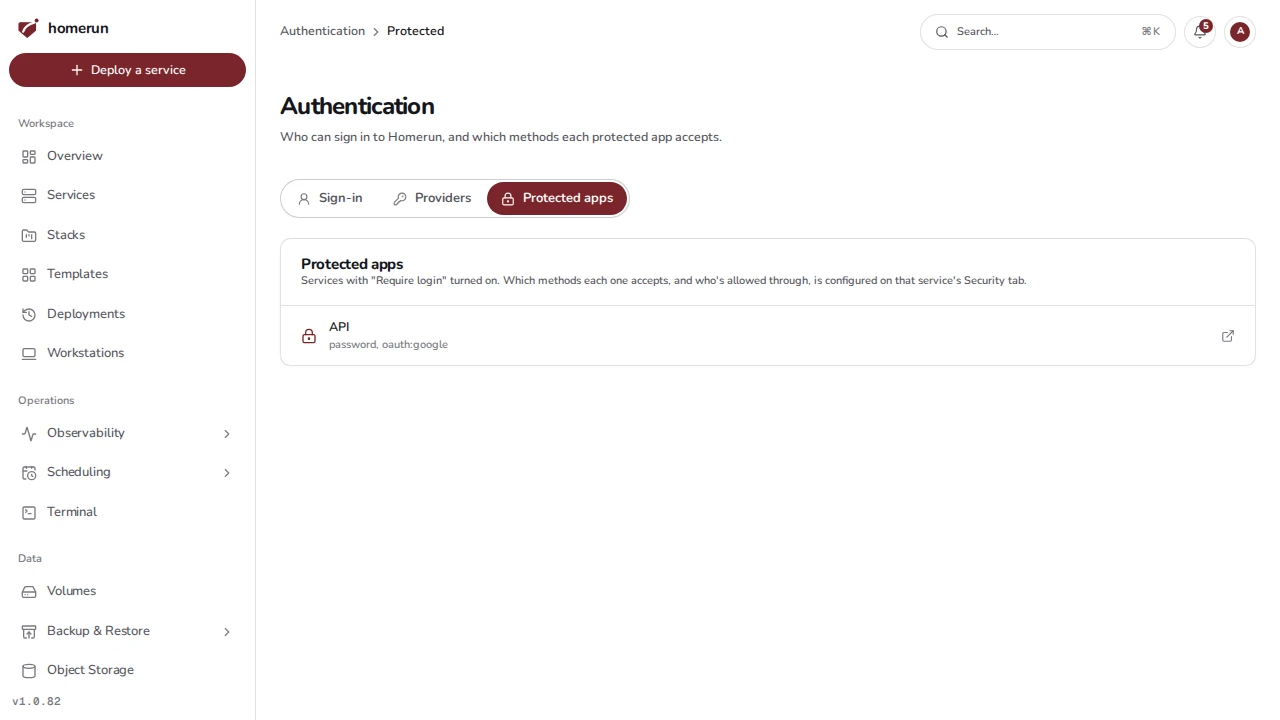 homerun
Deploy a service
Workspace
Overview
Services
Stacks
Templates
Deployments
Workstations
Operations
Observability
Scheduling
Terminal
Data
Volumes
Backup & Restore
Object Storage
v1.0.82
Authentication > Protected
Search... ⌘K
5
A
Authentication
Who can sign in to Homerun, and which methods each protected app accepts.
Sign-in Providers Protected apps
Protected apps
Services with "Require login" turned on. Which methods each one accepts, and who's allowed through, is configured on that service's Security tab.
API
password, oauth:google